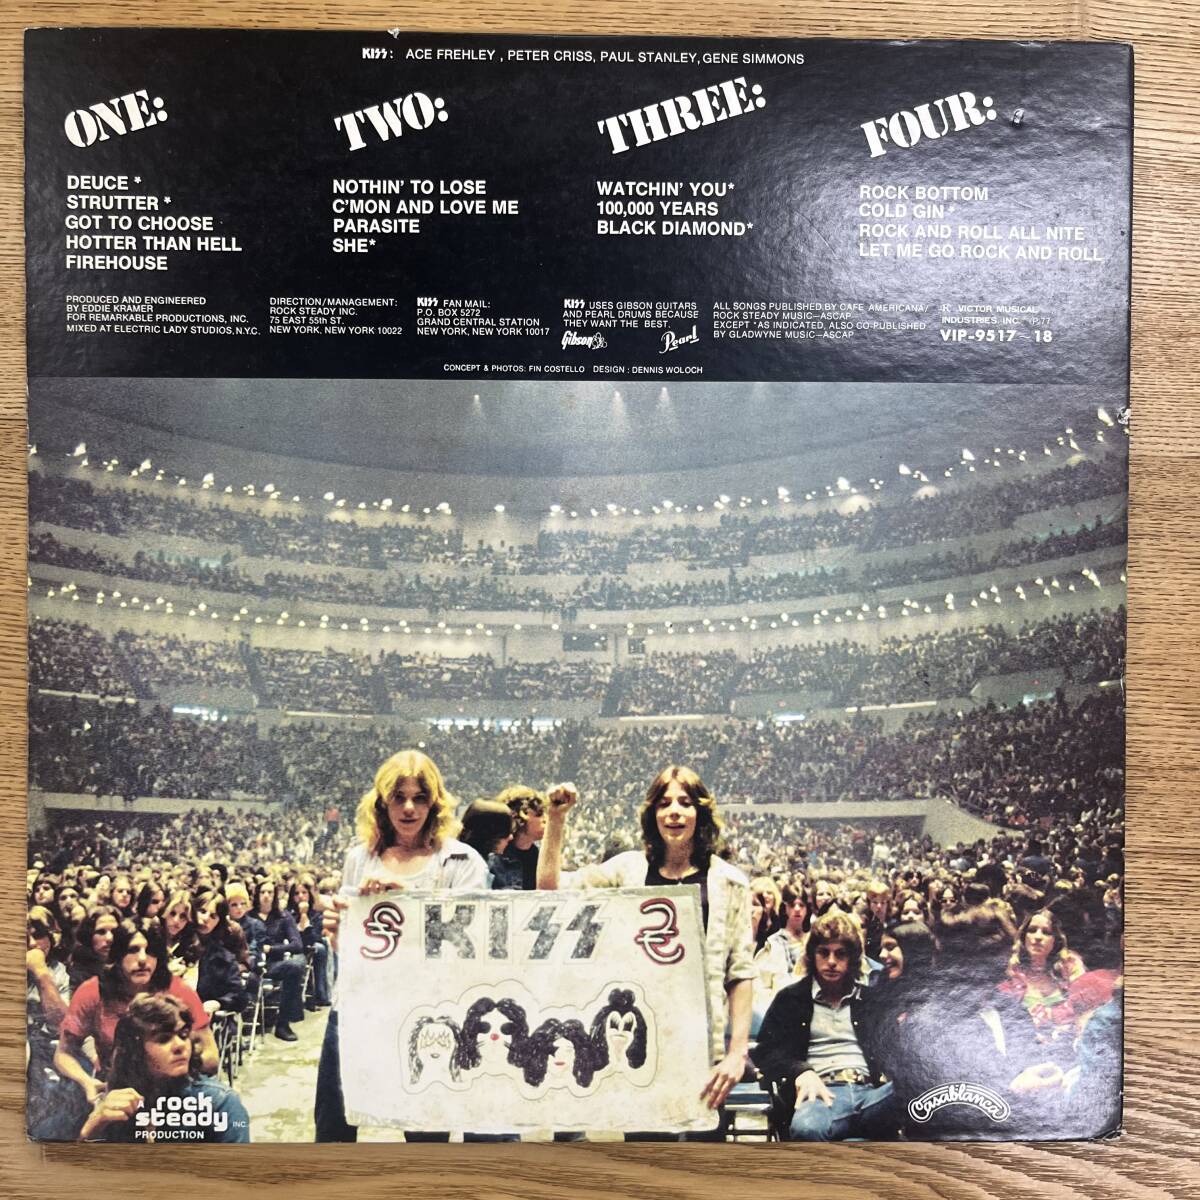 KISS: ACE FREHLEY , PETER CRISS, PAUL STANLEY, GENE SIMMONS
ONE:
DEUCE *
STRUTTER *
GOT TO CHOOSE
HOTTER THAN HELL
FIREHOUSE
TWO:
NOTHIN' TO LOSE
C'MON AND LOVE ME
PARASITE
SHE*
THREE:
WATCHIN' YOU*
100,000 YEARS
BLACK DIAMOND*
FOUR:
ROCK BOTTOM
COLD GIN*
ROCK AND ROLL ALL NITE
LET ME GO ROCK AND ROLL
PRODUCED AND ENGINEERED
BY EDDIE KRAMER
FOR REMARKABLE PRODUCTIONS, INC.
MIXED AT ELECTRIC LADY STUDIOS, N.Y.C.
DIRECTION/MANAGEMENT:
ROCK STEADY INC.
75 EAST 55th ST.
NEW YORK, NEW YORK 10022
KISS FAN MAIL:
P.O. BOX 5272
GRAND CENTRAL STATION
NEW YORK, NEW YORK 10017
KISS USES GIBSON GUITARS
AND PEARL DRUMS BECAUSE
THEY WANT THE BEST.
Gibson
Pearl
ALL SONGS PUBLISHED BY CAFE AMERICANA/
ROCK STEADY MUSIC—ASCAP
EXCEPT *AS INDICATED, ALSO CO-PUBLISHED
BY GLADWYNE MUSIC—ASCAP
VICTOR MUSICAL
INDUSTRIES, INC.
VIP-9517~18
CONCEPT & PHOTOS: FIN COSTELLO DESIGN : DENNIS WOLOCH
KISS
A rock
steady INC.
PRODUCTION
Casablanca